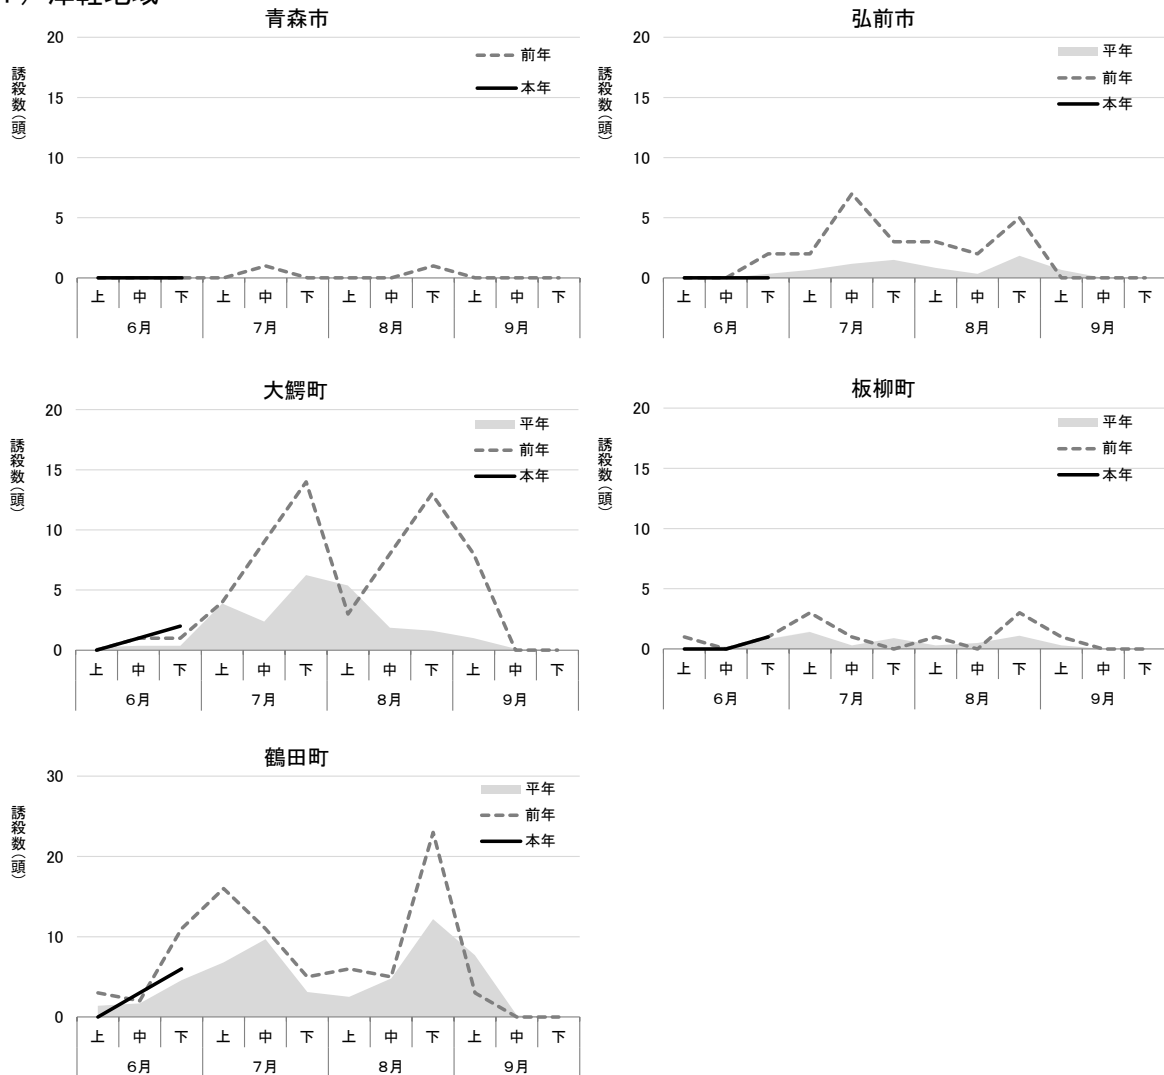 青森市
誘殺数(頭)
20
15
10
5
0
前年
本年
上 中 下 上 中 下 上 中 下 上 中 下
6月 7月 8月 9月
弘前市
誘殺数(頭)
20
15
10
5
0
平年
前年
本年
上 中 下 上 中 下 上 中 下 上 中 下
6月 7月 8月 9月
大鰐町
誘殺数(頭)
20
15
10
5
0
平年
前年
本年
上 中 下 上 中 下 上 中 下 上 中 下
6月 7月 8月 9月
板柳町
誘殺数(頭)
20
15
10
5
0
平年
前年
本年
上 中 下 上 中 下 上 中 下 上 中 下
6月 7月 8月 9月
鶴田町
誘殺数(頭)
30
20
10
0
平年
前年
本年
上 中 下 上 中 下 上 中 下 上 中 下
6月 7月 8月 9月